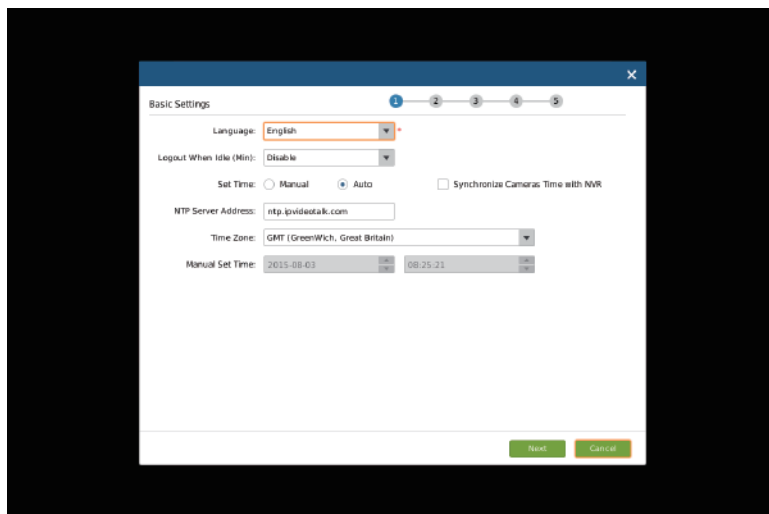 Basic Settings 1 2 3 4 5
Language: English *
Logout When Idle (Min): Disable
Set Time: Manual Auto Synchronize Cameras Time with NVR
NTP Server Address: ntp.ipvideotalk.com
Time Zone: GMT (GreenWich, Great Britain)
Manual Set Time: 2015-08-03 08:25:21
Next Cancel